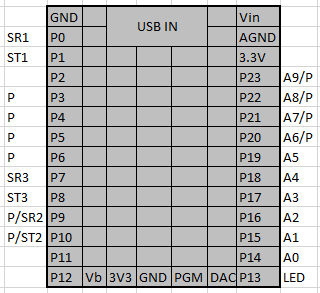 GND USB IN Vin
SR1 P0 AGND
ST1 P1 3.3V
P2 P23 A9/P
P P3 P22 A8/P
P P4 P21 A7/P
P P5 P20 A6/P
P P6 P19 A5
SR3 P7 P18 A4
ST3 P8 P17 A3
P/SR2 P9 P16 A2
P/ST2 P10 P15 A1
P11 P14 A0
P12 Vb 3V3 GND PGM DAC P13 LED